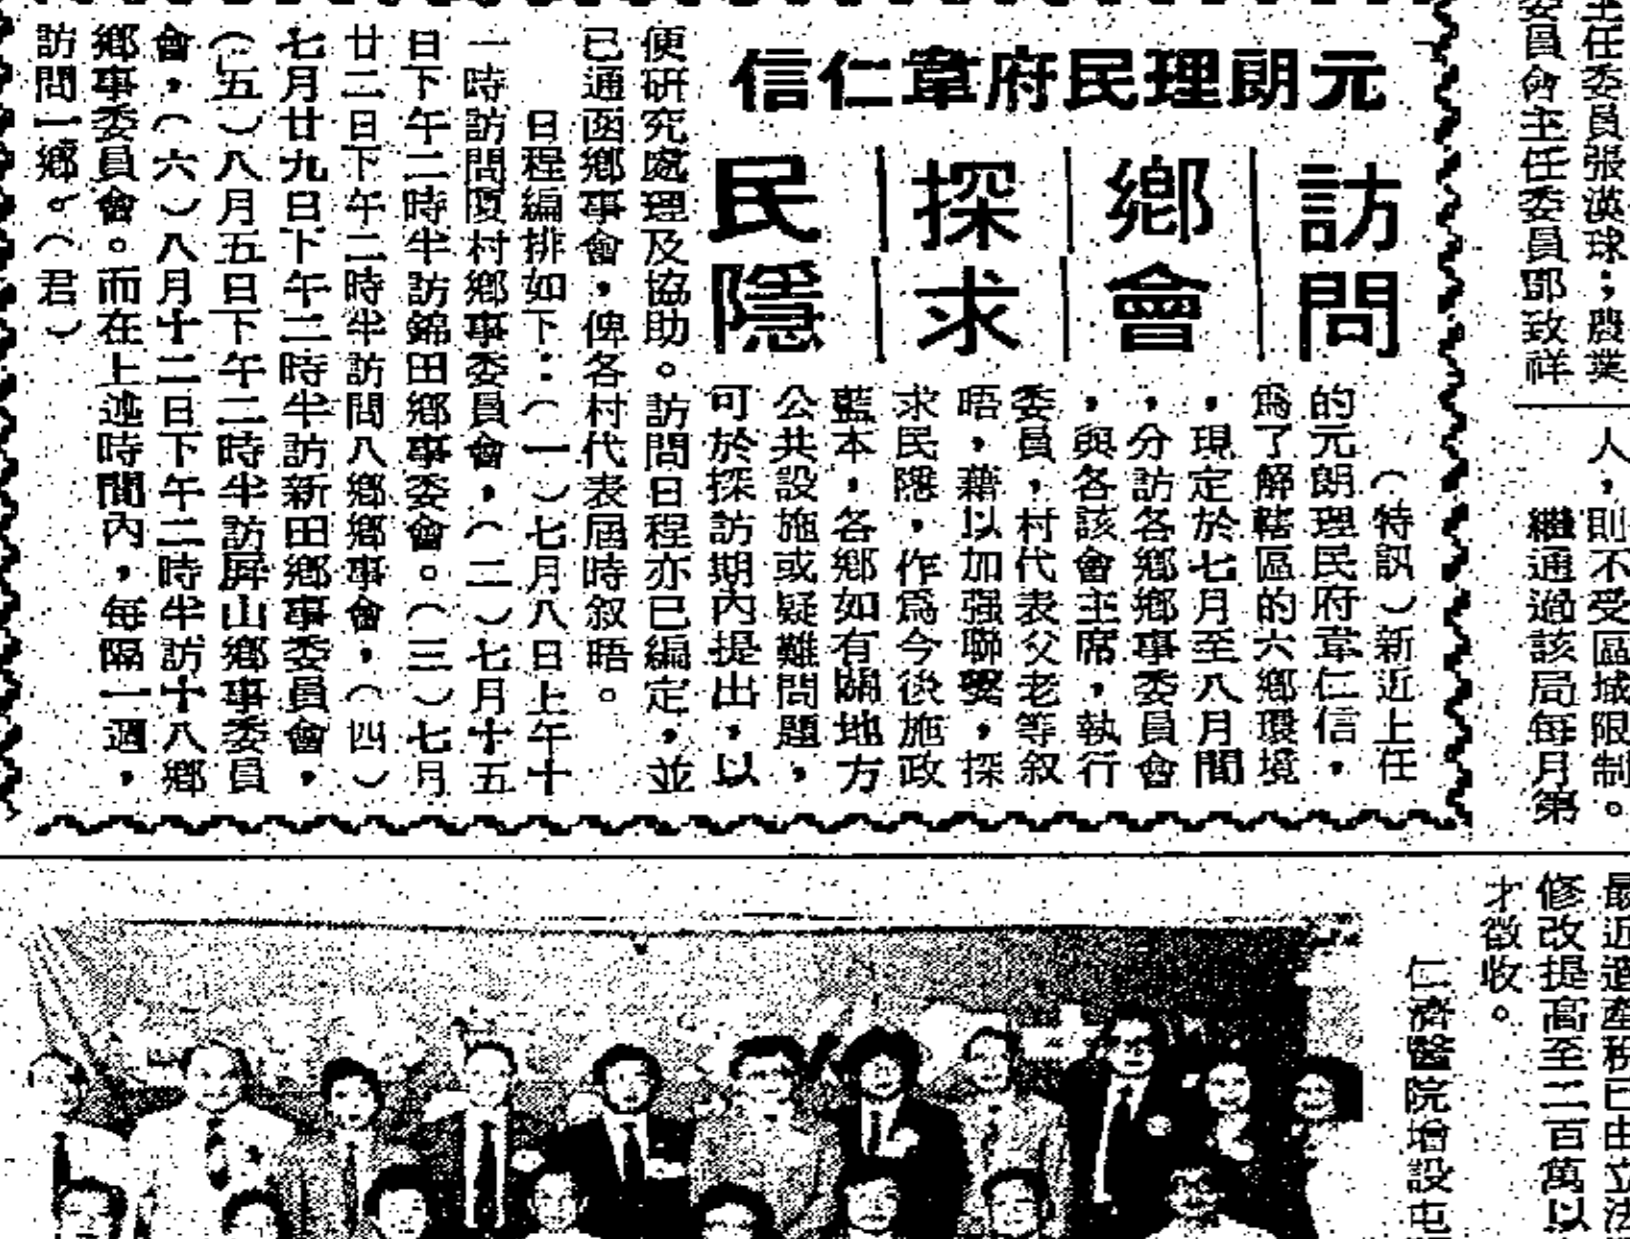 主任委員張漢球；農業
委員會主任委員鄧致祥
人，則不受區域限制。
繼通過該局每月第
元朗理民府韋仁信
訪問
鄉會
探求
民隱
（特訊）新近上任
的元朗理民府韋仁信，
為了解轄區的六鄉環境
，現定於七月至八月間
，分訪各鄉鄉事委員會
，與各該會主席，執行
委員，村代表父老等叙
晤，藉以加强聯繫，探
求民隱，作爲今後施政
藍本，各鄉如有關地方
公共設施或疑難問題，
可於探訪期內提出，以
便研究處理及協助。訪問日程亦已編定，並
已通函鄉事會，俾各村代表屆時叙晤。
日程編排如下：（一）七月八日上午十
一時訪問厦村鄉事委員會，（二）七月十五
日下午二時半訪錦田鄉事委會。（三）七月
廿二日下午二時半訪問八鄉鄉事會，（四）
七月廿九日下午二時半訪新田鄉事委員會，
（五）八月五日下午二時半訪屏山鄉事委員
會，（六）八月十二日下午二時半訪十八鄉
鄉事委員會。而在上述時間內，每隔一週，
訪問一鄉。（君）
最近遺產稅已由立法
修改提高至二百萬以
才徵收。
仁濟醫院增設屯